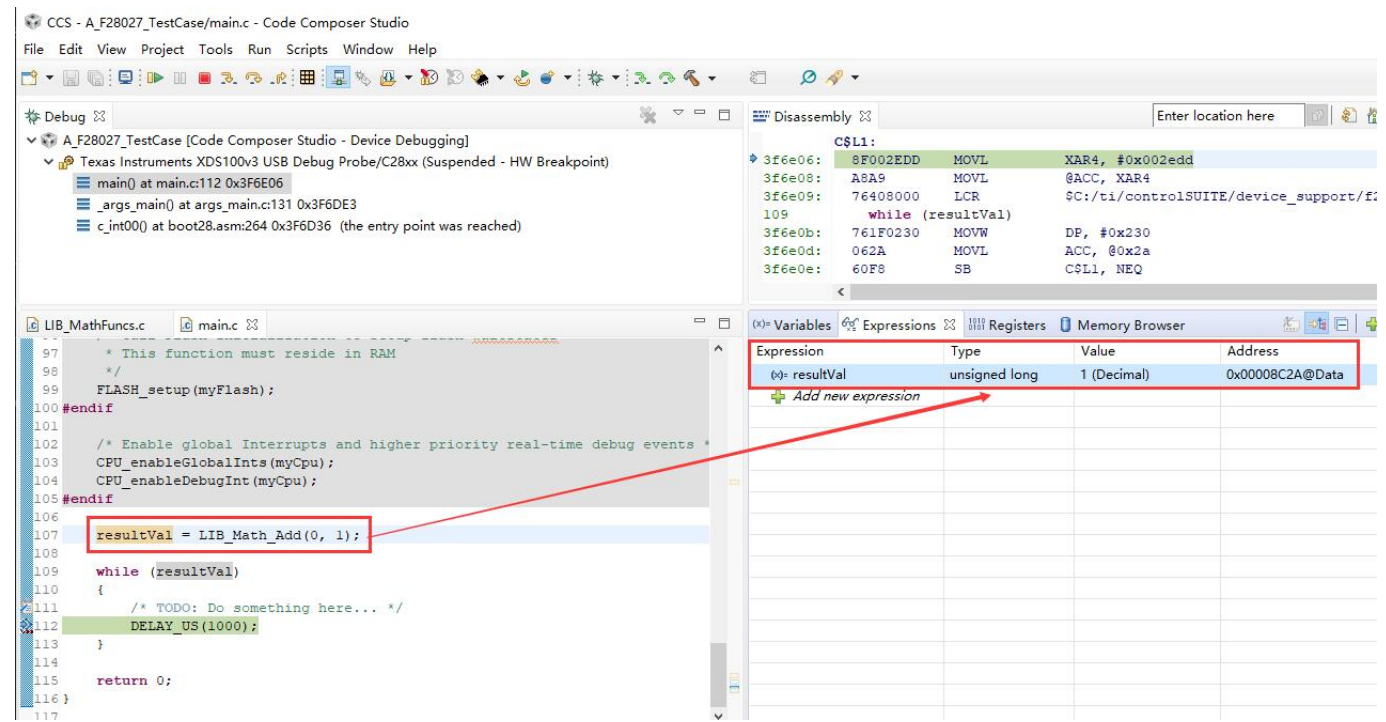 CCS - A_F28027_TestCase/main.c - Code Composer Studio
File Edit View Project Tools Run Scripts Window Help
Debug
A_F28027_TestCase [Code Composer Studio - Device Debugging]
Texas Instruments XDS100v3 USB Debug Probe/C28xx (Suspended - HW Breakpoint)
main() at main.c:112 0x3F6E06
_args_main() at args_main.c:131 0x3F6DE3
c_int00() at boot28.asm:264 0x3F6D36 (the entry point was reached)
Disassembly Enter location here
C$L1:
3f6e06: 8F002EDD MOVL XAR4, #0x002edd
3f6e08: A8A9 MOVL @ACC, XAR4
3f6e09: 76408000 LCR $C:/ti/controlSUITE/device_support/f2
109 while (resultVal)
3f6e0b: 761F0230 MOVW DP, #0x230
3f6e0d: 062A MOVL ACC, @0x2a
3f6e0e: 60F8 SB C$L1, NEQ
LIB_MathFuncs.c main.c
97 * This function must reside in RAM
98 */
99 FLASH_setup(myFlash);
100 #endif
101
102 /* Enable global Interrupts and higher priority real-time debug events *
103 CPU_enableGlobalInts(myCpu);
104 CPU_enableDebugInt(myCpu);
105 #endif
106
107 resultVal = LIB_Math_Add(0, 1);
108
109 while (resultVal)
110 {
111 /* TODO: Do something here... */
112 DELAY_US(1000);
113 }
114
115 return 0;
116 }
117
(x)= Variables Expressions Registers Memory Browser
Expression Type Value Address
(x)= resultVal unsigned long 1 (Decimal) 0x00008C2A@Data
Add new expression